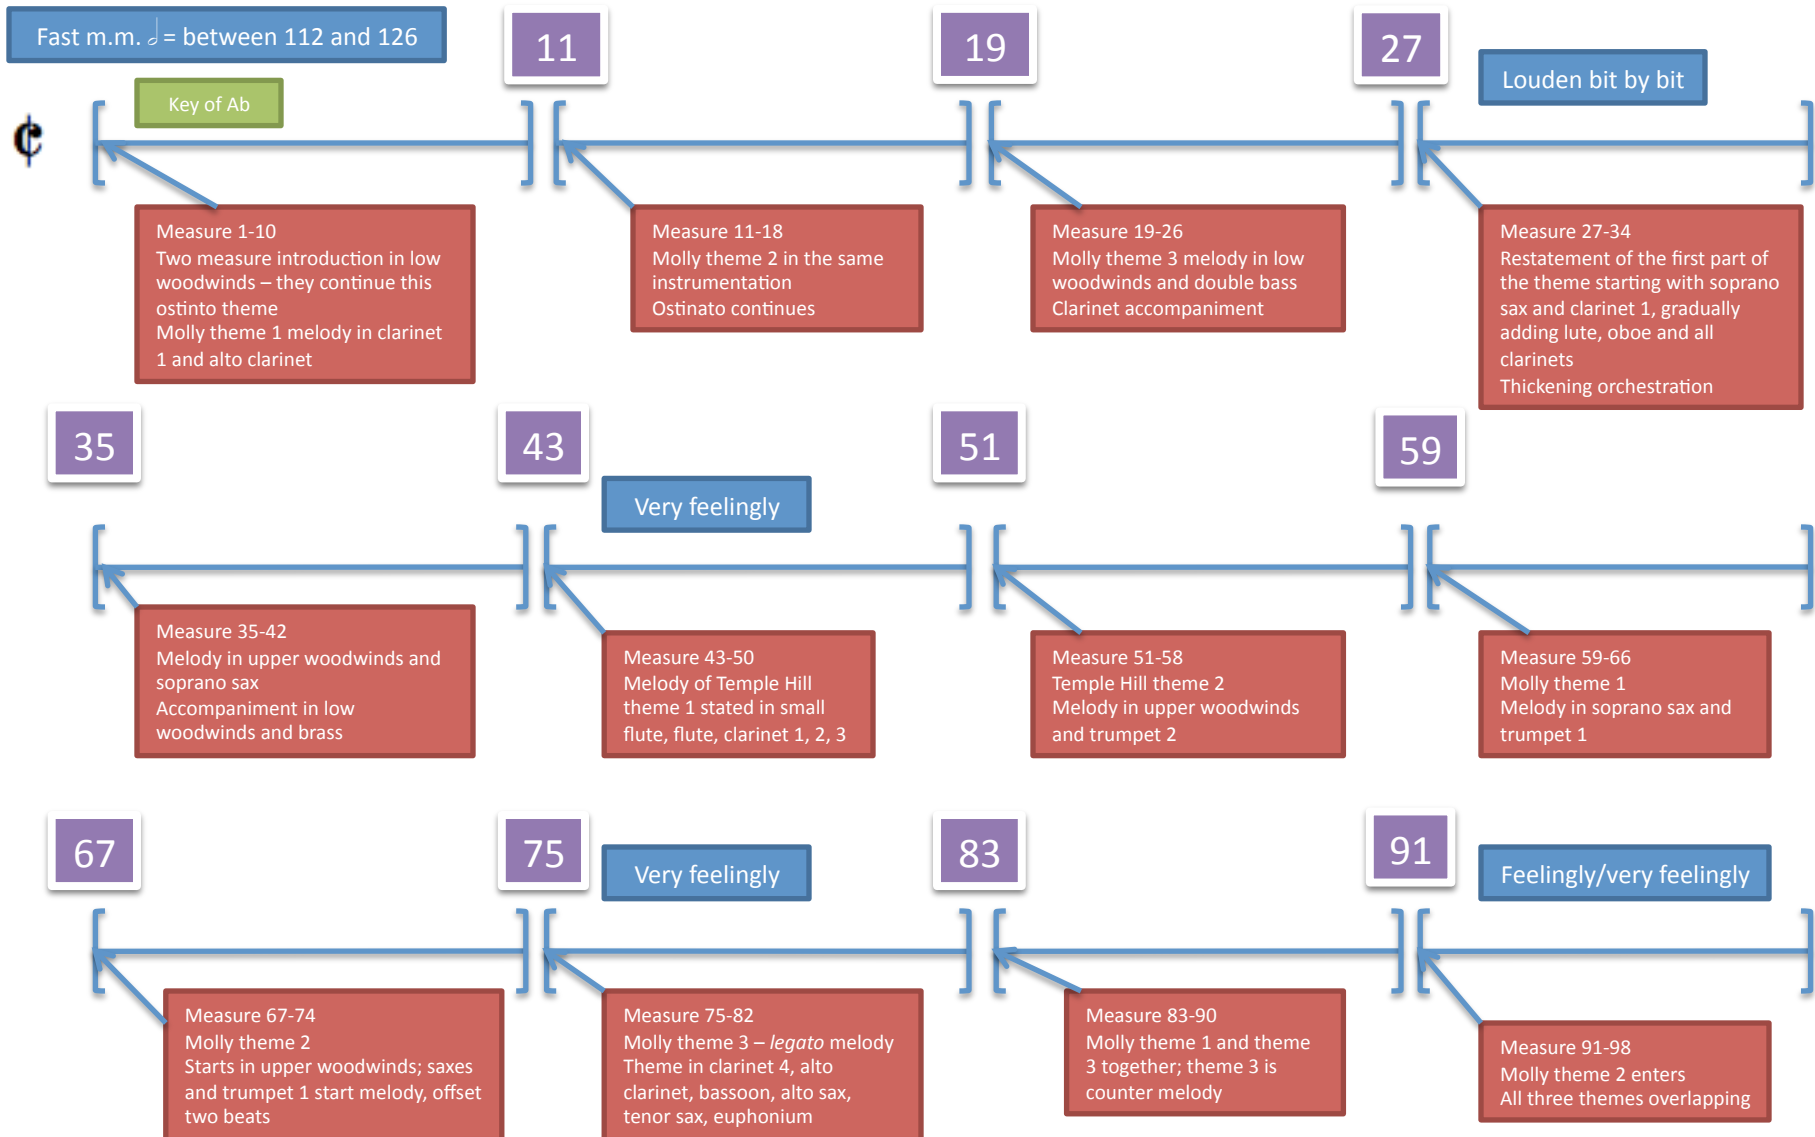 Fast m.m. 𝅗𝅥 = between 112 and 126
11
19
27
Key of Ab
Louden bit by bit
¢
Measure 1-10
Two measure introduction in low
woodwinds – they continue this
ostinto theme
Molly theme 1 melody in clarinet
1 and alto clarinet
Measure 11-18
Molly theme 2 in the same
instrumentation
Ostinato continues
Measure 19-26
Molly theme 3 melody in low
woodwinds and double bass
Clarinet accompaniment
Measure 27-34
Restatement of the first part of
the theme starting with soprano
sax and clarinet 1, gradually
adding lute, oboe and all
clarinets
Thickening orchestration
35
43
51
59
Very feelingly
Measure 35-42
Melody in upper woodwinds and
soprano sax
Accompaniment in low
woodwinds and brass
Measure 43-50
Melody of Temple Hill
theme 1 stated in small
flute, flute, clarinet 1, 2, 3
Measure 51-58
Temple Hill theme 2
Melody in upper woodwinds
and trumpet 2
Measure 59-66
Molly theme 1
Melody in soprano sax and
trumpet 1
67
75
83
91
Very feelingly
Feelingly/very feelingly
Measure 67-74
Molly theme 2
Starts in upper woodwinds; saxes
and trumpet 1 start melody, offset
two beats
Measure 75-82
Molly theme 3 – legato melody
Theme in clarinet 4, alto
clarinet, bassoon, alto sax,
tenor sax, euphonium
Measure 83-90
Molly theme 1 and theme
3 together; theme 3 is
counter melody
Measure 91-98
Molly theme 2 enters
All three themes overlapping